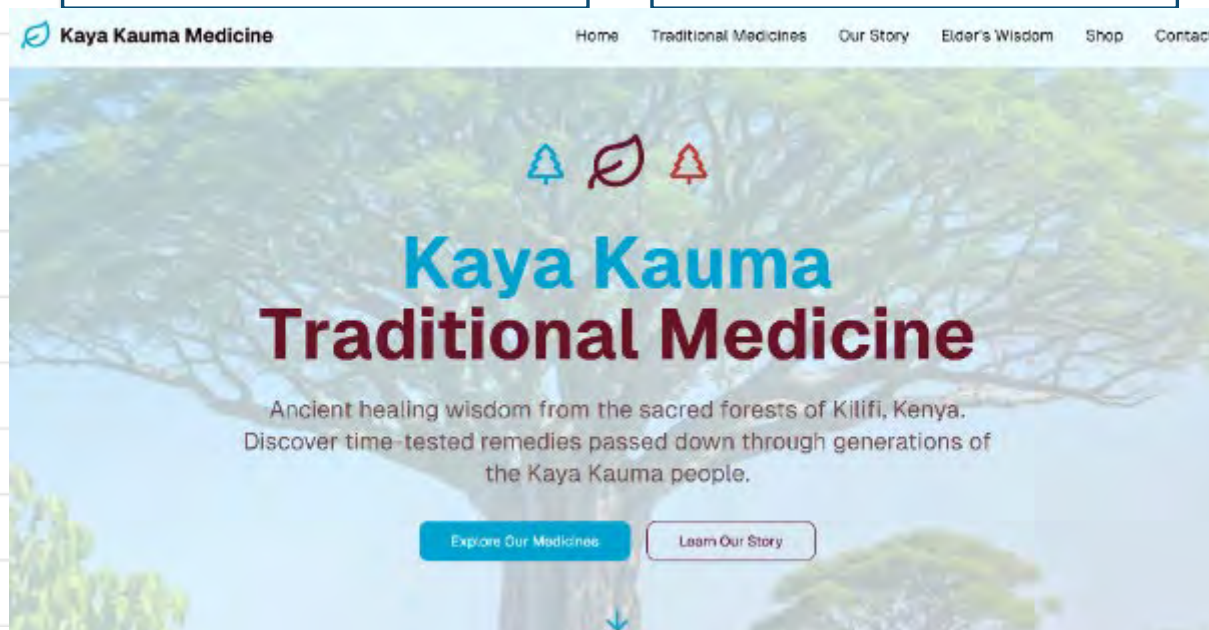 Kaya Kauma Medicine
Home Traditional Medicines Our Story Elder's Wisdom Shop Contact
Kaya Kauma
Traditional Medicine
Ancient healing wisdom from the sacred forests of Kilifi, Kenya.
Discover time-tested remedies passed down through generations of
the Kaya Kauma people.
Explore Our Medicines Learn Our Story